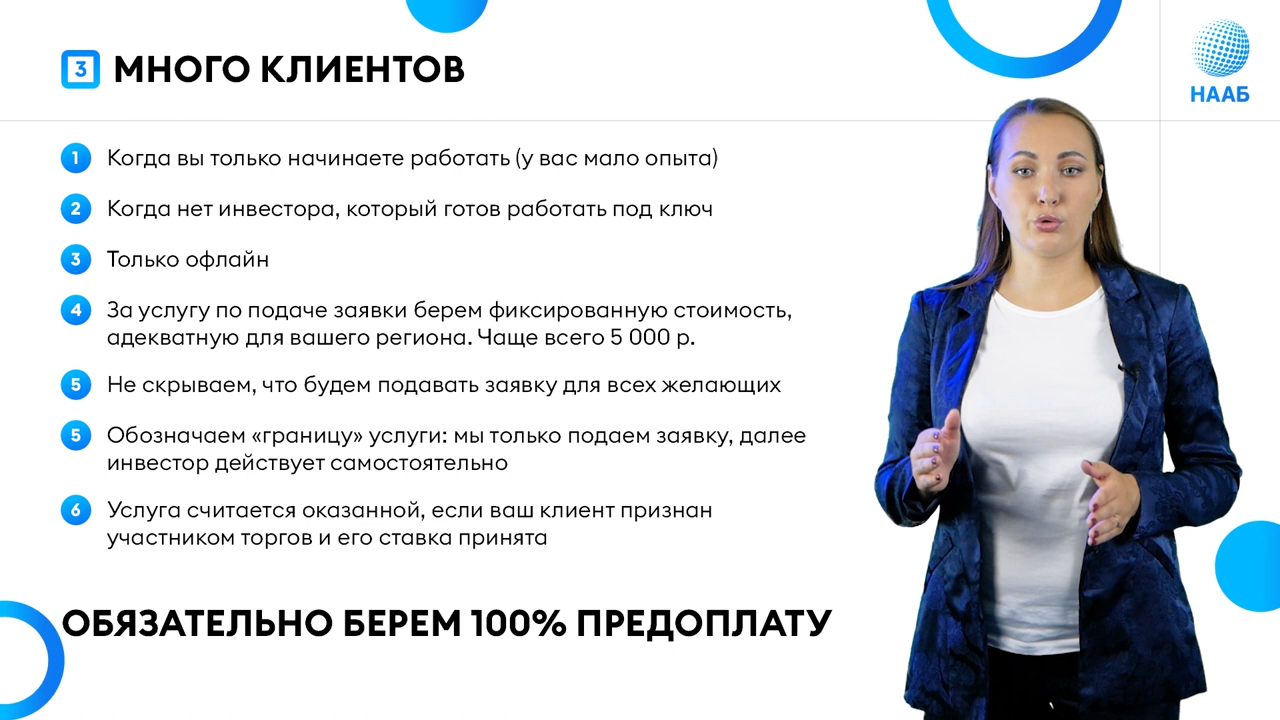 3 МНОГО КЛИЕНТОВ
НААБ
1 Когда вы только начинаете работать (у вас мало опыта)
2 Когда нет инвестора, который готов работать под ключ
3 Только офлайн
4 За услугу по подаче заявки берем фиксированную стоимость,
адекватную для вашего региона. Чаще всего 5 000 р.
5 Не скрываем, что будем подавать заявку для всех желающих
5 Обозначаем «границу» услуги: мы только подаем заявку, далее
инвестор действует самостоятельно
6 Услуга считается оказанной, если ваш клиент признан
участником торгов и его ставка принята
ОБЯЗАТЕЛЬНО БЕРЕМ 100% ПРЕДОПЛАТУ